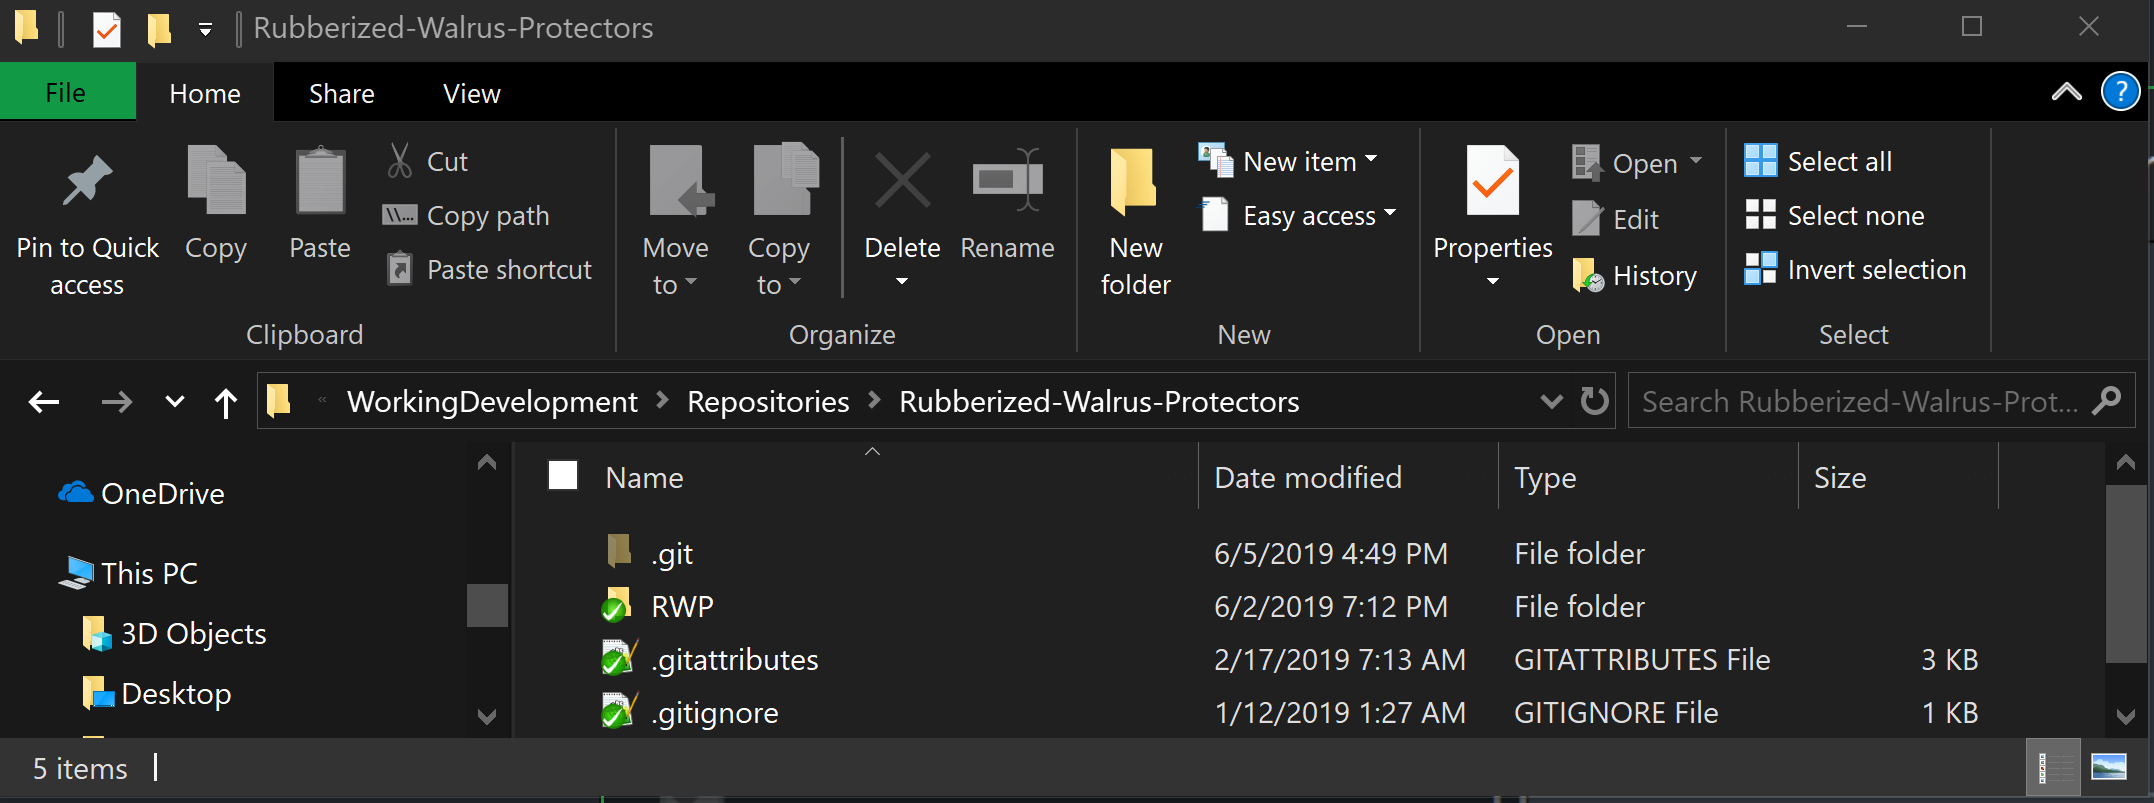 Rubberized-Walrus-Protectors
File Home Share View
?
Pin to Quick access
Copy
Paste
Cut
\\...
Copy path
Paste shortcut
Clipboard
Move to
Copy to
Delete
Rename
Organize
New folder
New item
Easy access
New
Properties
Open
Edit
History
Open
Select all
Select none
Invert selection
Select
« WorkingDevelopment > Repositories > Rubberized-Walrus-Protectors
Search Rubberized-Walrus-Prot...
OneDrive
This PC
3D Objects
Desktop
Name Date modified Type Size
.git 6/5/2019 4:49 PM File folder
RWP 6/2/2019 7:12 PM File folder
.gitattributes 2/17/2019 7:13 AM GITATTRIBUTES File 3 KB
.gitignore 1/12/2019 1:27 AM GITIGNORE File 1 KB
5 items